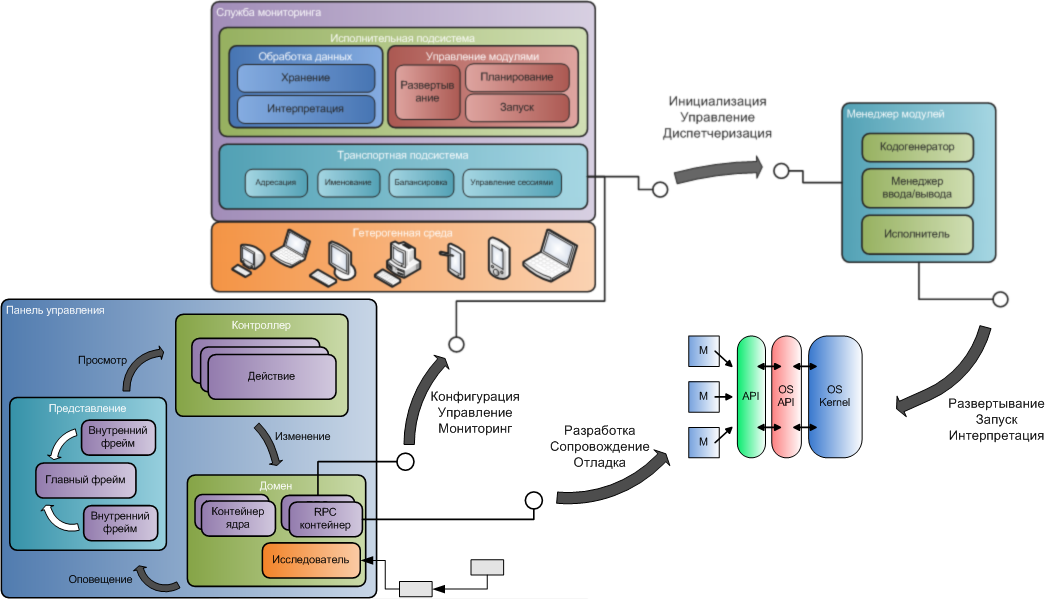 Служба мониторинга
Исполнительная подсистема
Обработка данных
Хранение
Интерпретация
Управление модулями
Развертыв
ание
Планирование
Запуск
Транспортная подсистема
Адресация
Именование
Балансировка
Управление сессиями
Гетерогенная среда
Инициализация
Управление
Диспетчеризация
Менеджер модулей
Кодогенератор
Менеджер
ввода/вывода
Исполнитель
Панель управления
Контроллер
Действие
Просмотр
Представление
Внутренний
фрейм
Главный фрейм
Внутренний
фрейм
Изменение
Домен
Контейнер
ядра
RPC
контейнер
Исследователь
Оповещение
Конфигурация
Управление
Мониторинг
Разработка
Сопровождение
Отладка
M
M
M
API
OS
API
OS
Kernel
Развертывание
Запуск
Интерпретация